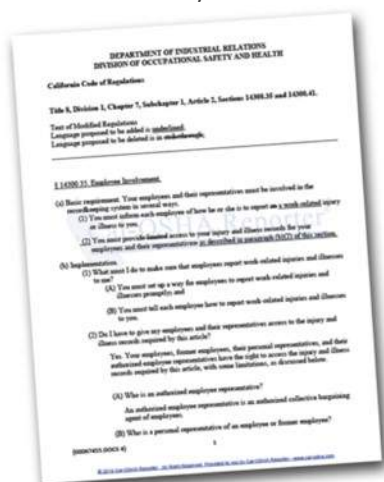 DEPARTMENT OF INDUSTRIAL RELATIONS
DIVISION OF OCCUPATIONAL SAFETY AND HEALTH
California Code of Regulations
Title 8, Division 1, Chapter 7, Subchapter 1, Article 2, Sections 14300.35 and 14300.41.
Text of Modified Regulations
Language proposed to be added is underlined;
Language proposed to be deleted is in strikethrough;
§ 14300.35. Employee Involvement.
(a) Basic requirement. Your employees and their representatives must be involved in the
recordkeeping system in several ways.
(1) You must inform each employee of how he or she is to report an a work-related injury
or illness to you;
(2) You must provide limited access to your injury and illness records for your
employees and their representatives as described in paragraph (b)(2) of this section.
Cal-OSHA Reporter
(b) Implementation.
(1) What must I do to make sure that employees report work-related injuries and illnesses
to me?
(A) You must set up a way for employees to report work-related injuries and
illnesses promptly; and
(B) You must tell each employee how to report work-related injuries and illnesses
to you.
(2) Do I have to give my employees and their representatives access to the injury and
illness records required by this article?
Yes. Your employees, former employees, their personal representatives, and their
authorized employee representatives have the right to access the injury and illness
records required by this article, with some limitations, as discussed below.
(A) Who is an authorized employee representative?
An authorized employee representative is an authorized collective bargaining
agent of employees.
(B) Who is a personal representative of an employee or former employee?
1